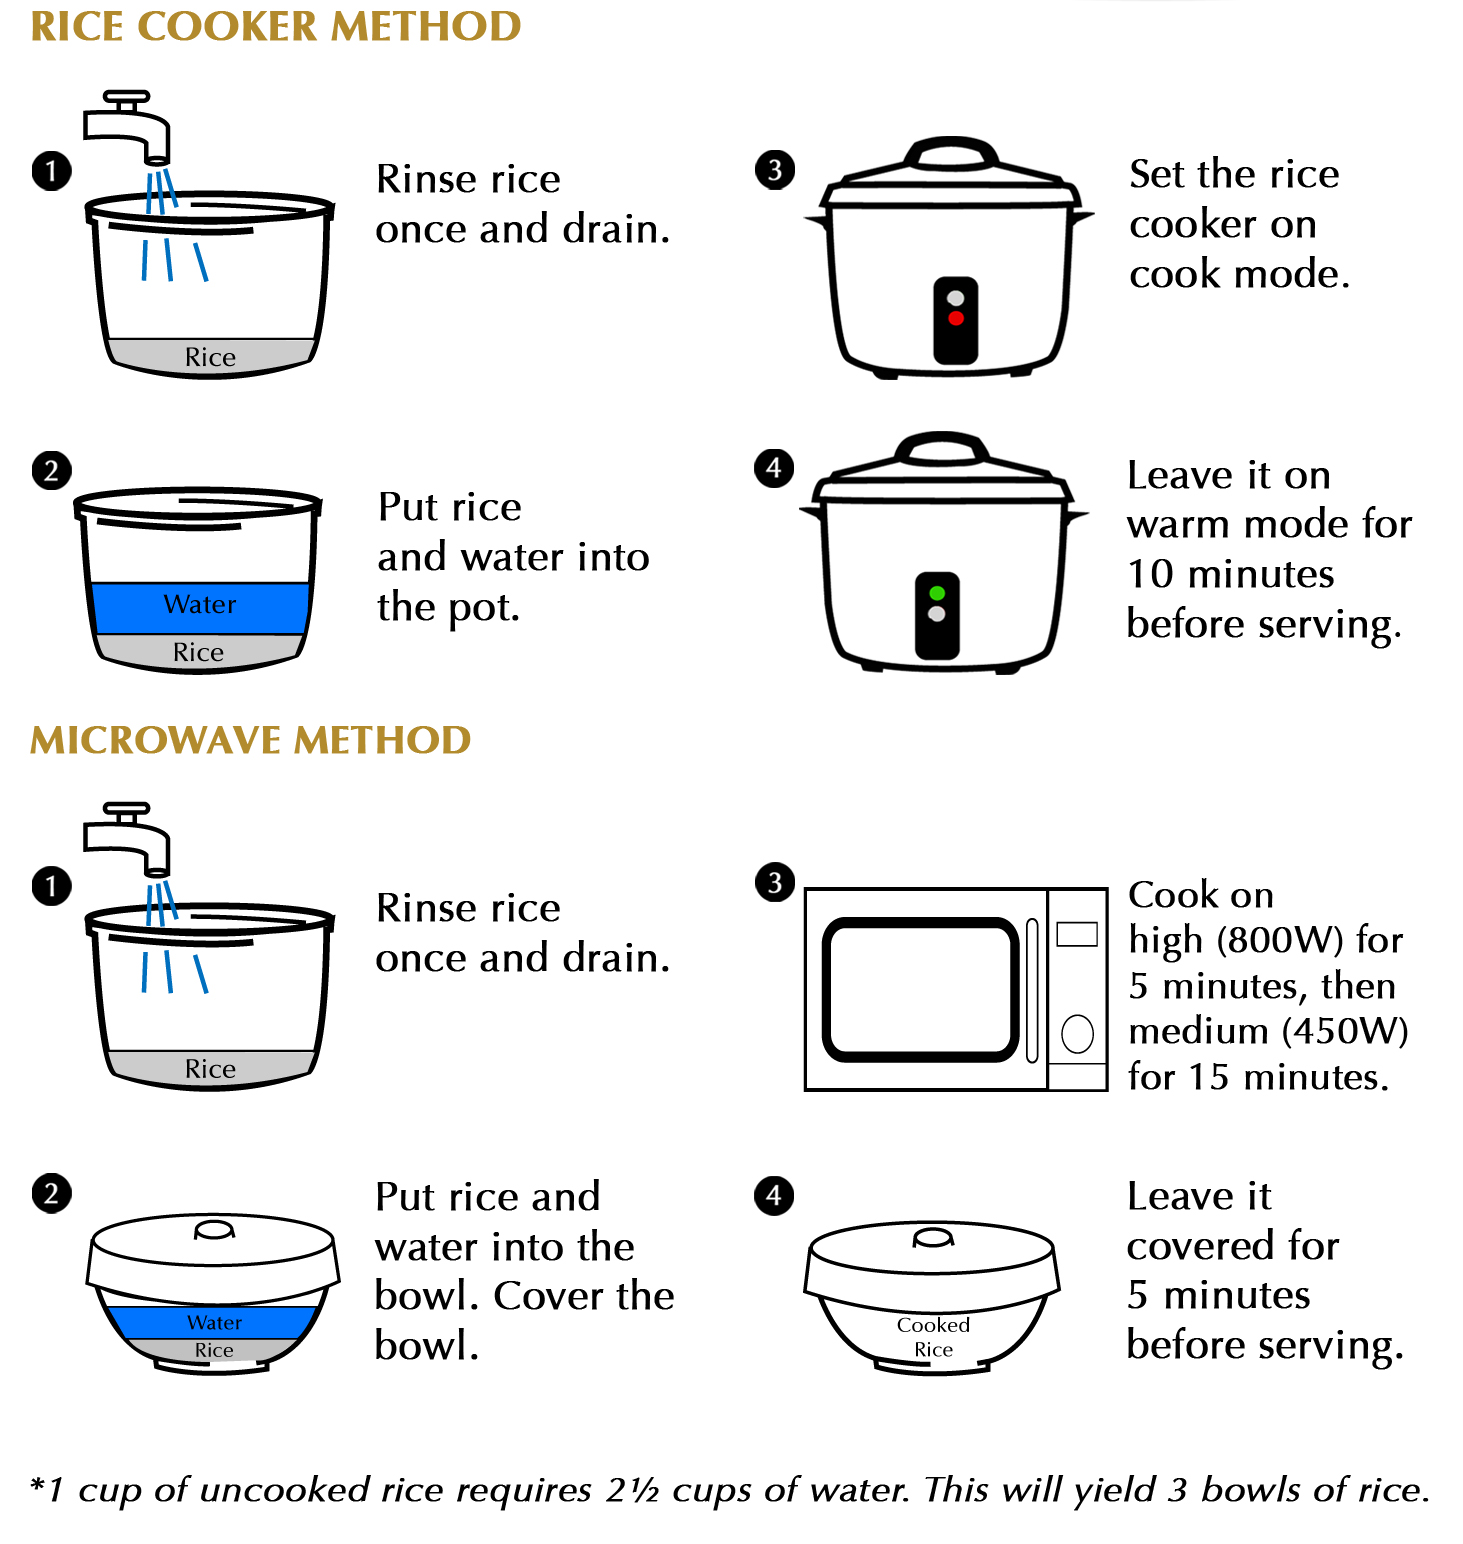 RICE COOKER METHOD
1
Rinse rice
once and drain.
Rice
2
Put rice
and water into
the pot.
Water
Rice
3
Set the rice
cooker on
cook mode.
4
Leave it on
warm mode for
10 minutes
before serving.
MICROWAVE METHOD
1
Rinse rice
once and drain.
Rice
2
Put rice and
water into the
bowl. Cover the
bowl.
Water
Rice
3
Cook on
high (800W) for
5 minutes, then
medium (450W)
for 15 minutes.
4
Leave it
covered for
5 minutes
before serving.
Cooked
Rice
*1 cup of uncooked rice requires 2½ cups of water. This will yield 3 bowls of rice.